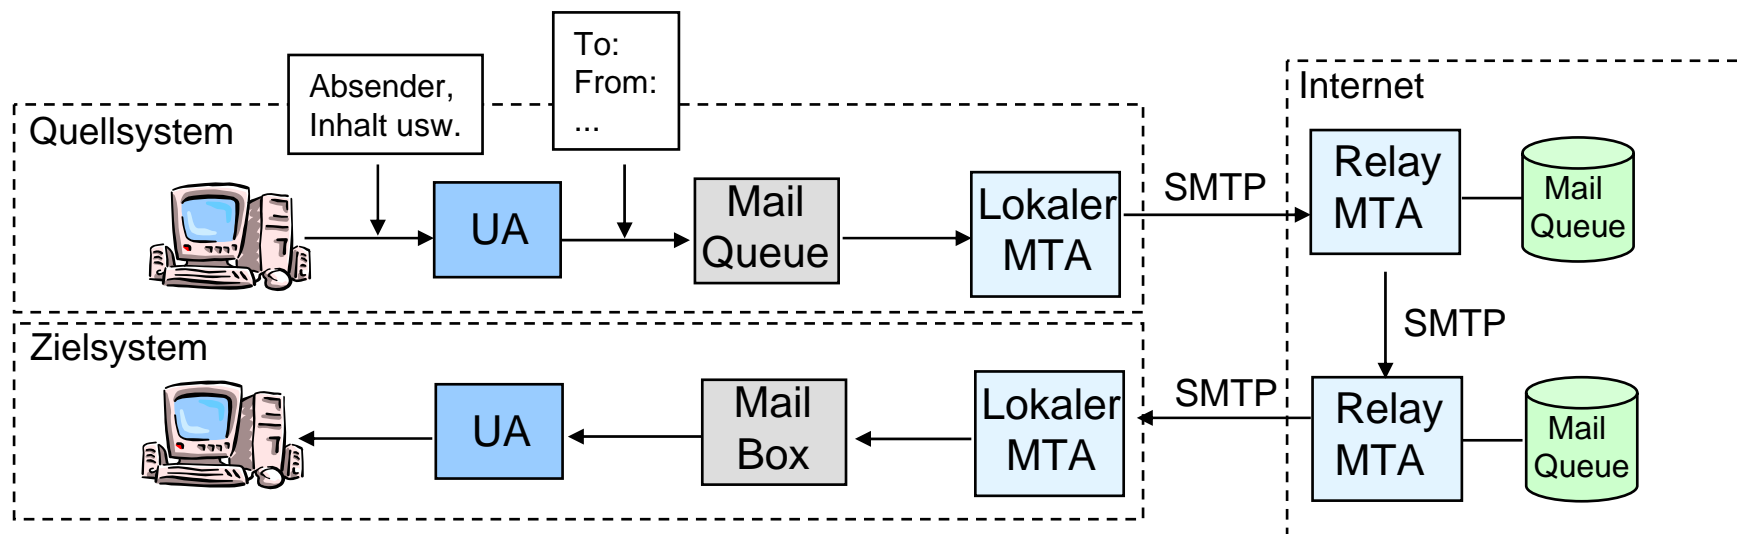 To:
From:
...
Absender,
Inhalt usw.
Internet
Quellsystem
UA
Mail
Queue
Lokaler
MTA
SMTP
Relay
MTA
Mail
Queue
SMTP
Zielsystem
UA
Mail
Box
Lokaler
MTA
SMTP
Relay
MTA
Mail
Queue